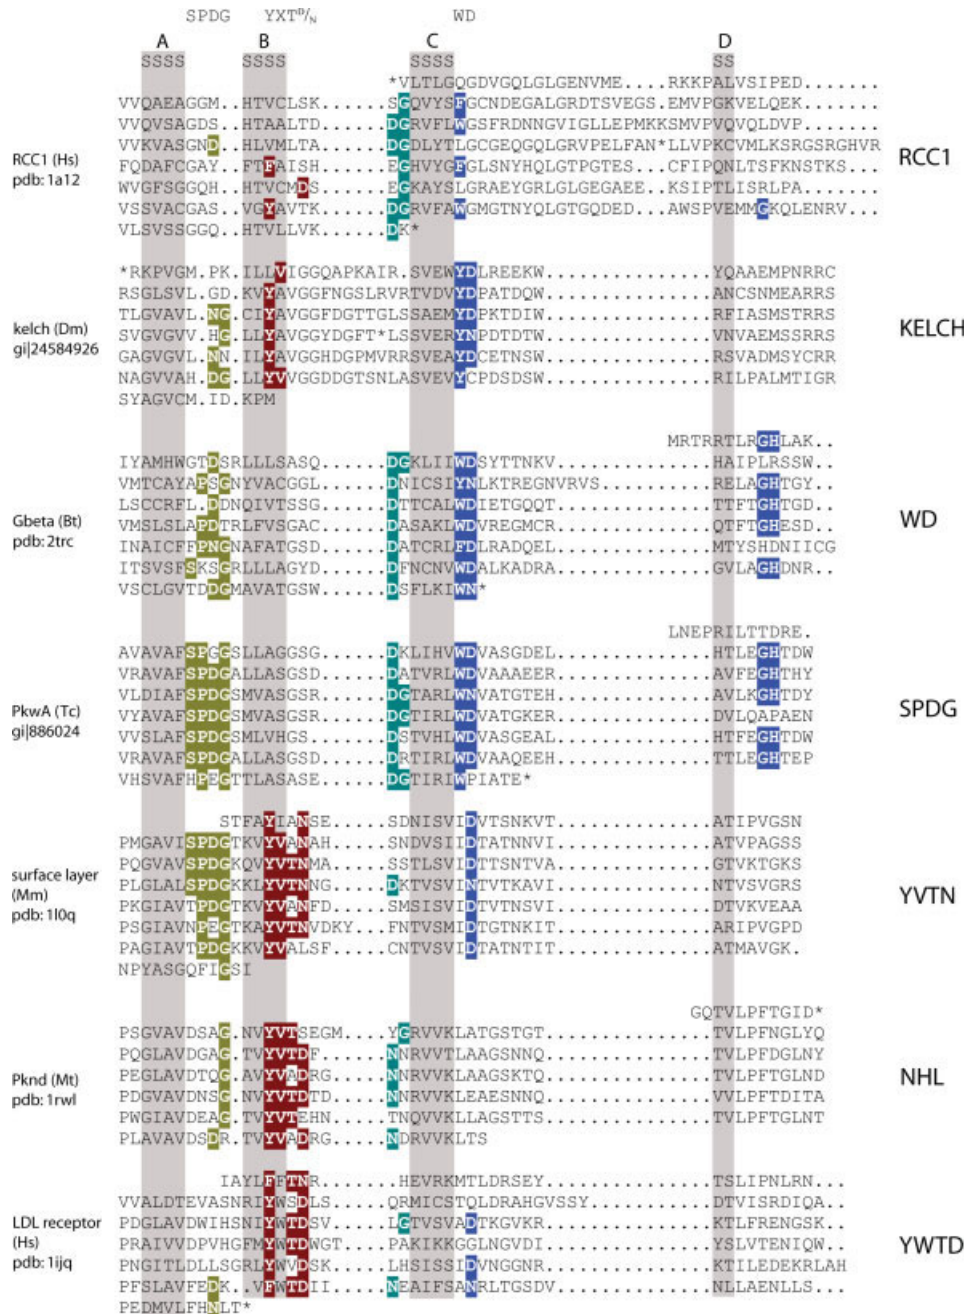 SPDG YXTD/N WD
A B C D
SSSS SSSS SSSS SS
*VLTLGQGDVGQLGLGENVME...RKKPALVSIPED.....
VVQAEAGGM..HTVCLSK......SGQVYSFGCNDEGALGRDTSVEGS.EMVPGKVELQEK....
VVQVSAGDS..HTAALTD......DGRVFLWGSFRDNNGVIGLLEPMKKSMVPVQVQLDVP....
VVKVASGND..HLVMLTA......DGDLYTLGCGEQGQLGRVPELFAN*LLVPKCVMLKSRGSRGHVR
RCC1 (Hs)
pdb: 1a12
FQDAFCGAY..FTFAISH......EGHVYGFGLSNYHQLGTPGTES...CFIPQNLTSFKNSTKS...
RCC1
WVGFSGGQH..HTVCMDS......EGKAYSLGRAEYGRLGLGEGAEE..KSIPTLISRLPA.......
VSSVACGAS..VGYAVTK......DGRVFAWGMGTNYQLGTGQDED..AWSPVEMMGKQLENRV....
VLSVSSGGQ..HTVLLVK......DK*
*RKPVGM.PK.ILLVIGGQAPKAIR.SVEWYDLREEKW...............YQAAEMPNRRC
RSGLSVL.GD.KVYAVGGFNGSLRVRTVDVYDPATDQW...............ANCSNMEARRS
TLGVAVL.NG.CIYAVGGFDGTTGLSSAEMYDPKTDIW...............RFIASMSTRRS
kelch (Dm)
gi|24584926
SVGVGVV.HG.LLYAVGGYDGFT*LSSVERYNPDTDTW...............VSVAEMSSRRS
KELCH
GAGVGVL.NN.ILYAVGGHDGPMVRRSVEAYDCETNSW...............RSVADMSYCRR
NAGVVAH.DG.LLYVVGGDDGTSNLASVEVYCPDSDSW...............RILPALMTIGR
SYAGVCM.ID.KPM
MRTRRTLRGHLAK..
IYAMHWGTDSRLLLSASQ......DGKLIIWDSYTTNKV..............HAIPLRSSW..
VMTCAYAPSGNYVACGGL......DNICSIYNLKTREGNVRVS..........RELAGHTGY..
Gbeta (Bt)
pdb: 2trc
LSCCRFL.DDNQIVTSSG......DTTCALWDIETGQQT..............TTFTGHTGD..
WD
VMSLSLAPDTRLFVSGAC......DASAKLWDVREGMCR..............QTFTGHESD..
INAICFFPNGNAFATGSD......DATCRLFDLRADQEL..............MTYSHDNIICG
ITSVSFSKSGRLLLAGYD......DFNCNVWDALKADRA..............GVLAGHDNR..
VSCLGVTDDGMAVATGSW......DSFLKIWN*
LNEPRILTTDRE.
AVAVAFSPGGSLLAGGSG......DKLIHVWDVASGDEL..............HTLEGHTDW
VRAVAFSPDGALLASGSD......DATVRLWDVAAAEER..............AVFEGHTHY
PkwA (Tc)
gi|886024
VLDIAFSPDGSMVASGSR......DGTARLWNVATGTEH..............AVLKGHTDY
SPDG
VYAVAFSPDGSMVASGSR......DGTIRLWDVATGKER..............DVLQAPAEN
VVSLAFSPDGSMLVHGS.......DSTVHLWDVASGEAL..............HTFEGHTDW
VRAVAFSPDGALLASGSD......DRTIRLWDVAAQEEH..............TTLEGHTEP
VHSVAFHPEGTTLASASE......DGTIRIWPIATE*
STFAYIANSE.....SDNISVIDVTSNKVT.............ATIPVGSN
PMGAVISPDGTKVYVANAH.....SNDVSIIDTATNNVI.............ATVPAGSS
PQGVAVSPDGKQVYVTNMA.....SSTLSVIDTTSNTVA.............GTVKTGKS
surface layer
(Mm)
pdb: 1l0q
PLGLALSPDGKKLYVTNNG.....DKTVSVINTVTKAVI.............NTVSVGRS
YVTN
PKGIAVTPDGTKVYVANFD.....SMSISVIDTVTNSVI.............DTVKVEAA
PSGIAVNPEGTKAYVTNVDKY...FNTVSMIDTGTNKIT.............ARIPVGPD
PAGIAVTPDGKKVYVALSF.....CNTVSVIDTATNTIT.............ATMAVGK.
NPYASGQFIGSI
GQTVLPFTGID*
PSGVAVDSAG.NVYVTSEGM....YGRVVKLATGSTGT..............TVLPFNGLYQ
PQGLAVDGAG.TVYVTDF......NNRVVTLAAGSNNQ..............TVLPFDGLNY
Pknd (Mt)
pdb: 1rwl
PEGLAVDTQG.AVYVADRG.....NNRVVKLAAGSKTQ..............TVLPFTGLND
NHL
PDGVAVDNSG.NVYVTDTD.....NNRVVKLEAESNNQ..............VVLPFTDITA
PWGIAVDEAG.TVYVTEHN.....TNQVVKLLAGSTTS..............VVLPFTGLNT
PLAVAVDSDR.TVYVADRG.....NDRVVKLTS
IAYLFFTNR......HEVRKMTLDRSEY...............TSLIPNLRN...
VVALDTEVASNRIYWSDLS.....QRMICSTQLDRAHGVSSY...........DTVISRDIQA..
LDL receptor
(Hs)
pdb: 1ijq
PDGLAVDWIHSNIYWTDSV.....LGTVSVADTKGVKR...............KTLFRENGSK..
YWTD
PRAIVVDPVHGFMYWTDWGT....PAKIKKGGLNGVDI...............YSLVTENIQW..
PNGITLDLLSGRLYWVDSK.....LHSISSIDVNGGNR...............KTILEDEKRLAH
PFSLAVFEDK..VFWTDII.....NEAIFSANRLTGSDV..............NLLAENLLS..
PEDMVLFHNLT*